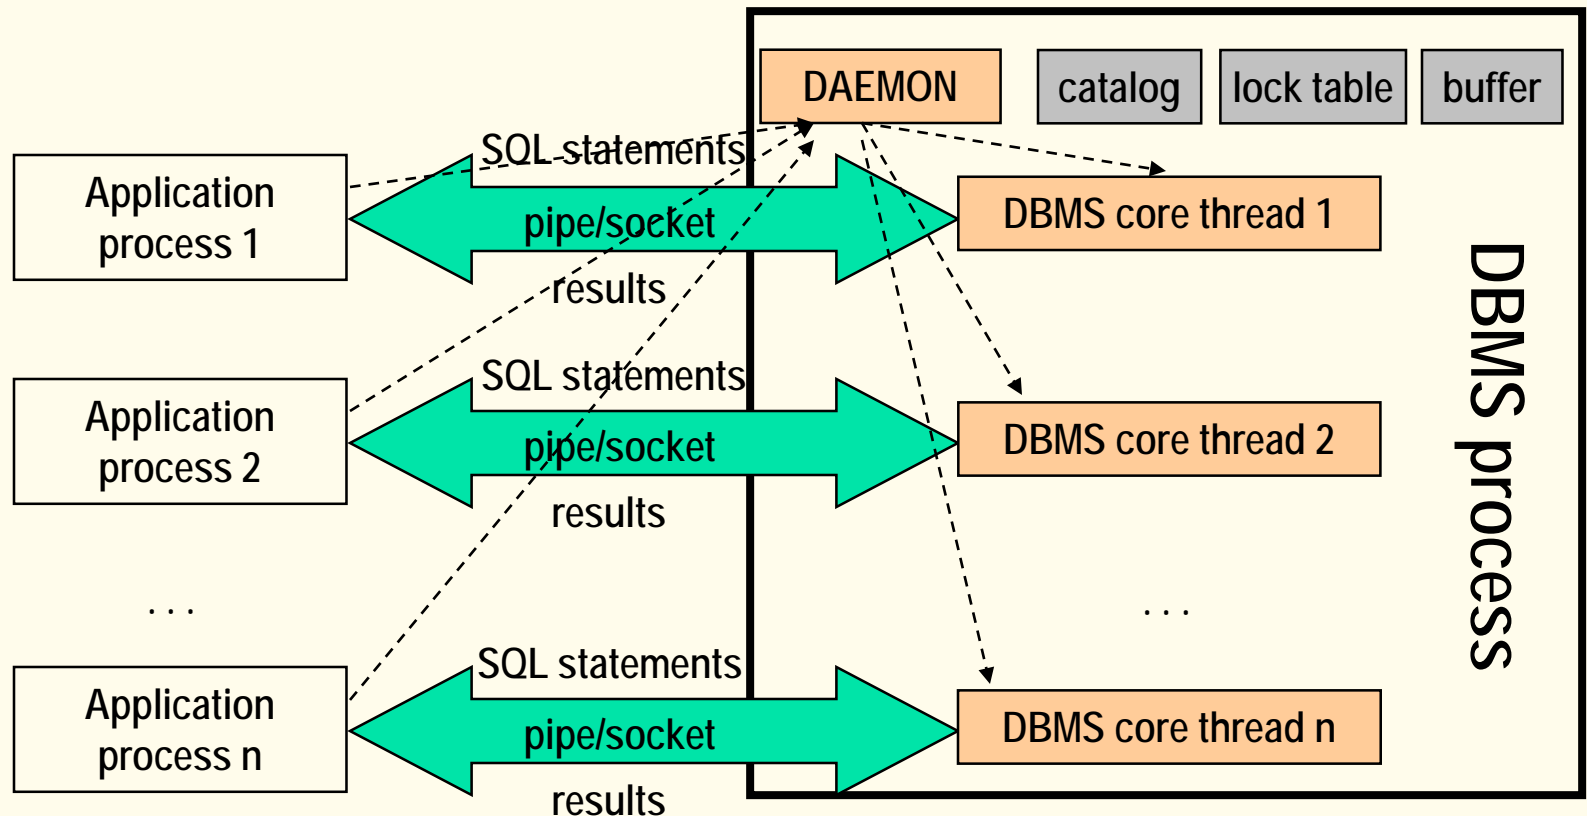 DAEMON
catalog
lock table
buffer
SQL statements
Application
process 1
pipe/socket
DBMS core thread 1
results
DBMS process
SQL statements
Application
process 2
pipe/socket
DBMS core thread 2
results
. . .
. . .
SQL statements
Application
process n
pipe/socket
DBMS core thread n
results